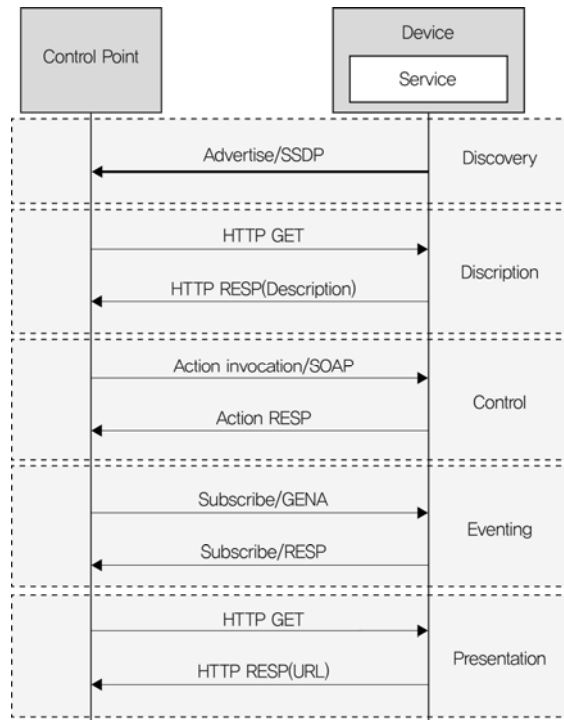 Control Point
Device
Service
Advertise/SSDP
Discovery
HTTP GET
Discription
HTTP RESP(Description)
Action invocation/SOAP
Control
Action RESP
Subscribe/GENA
Eventing
Subscribe/RESP
HTTP GET
Presentation
HTTP RESP(URL)